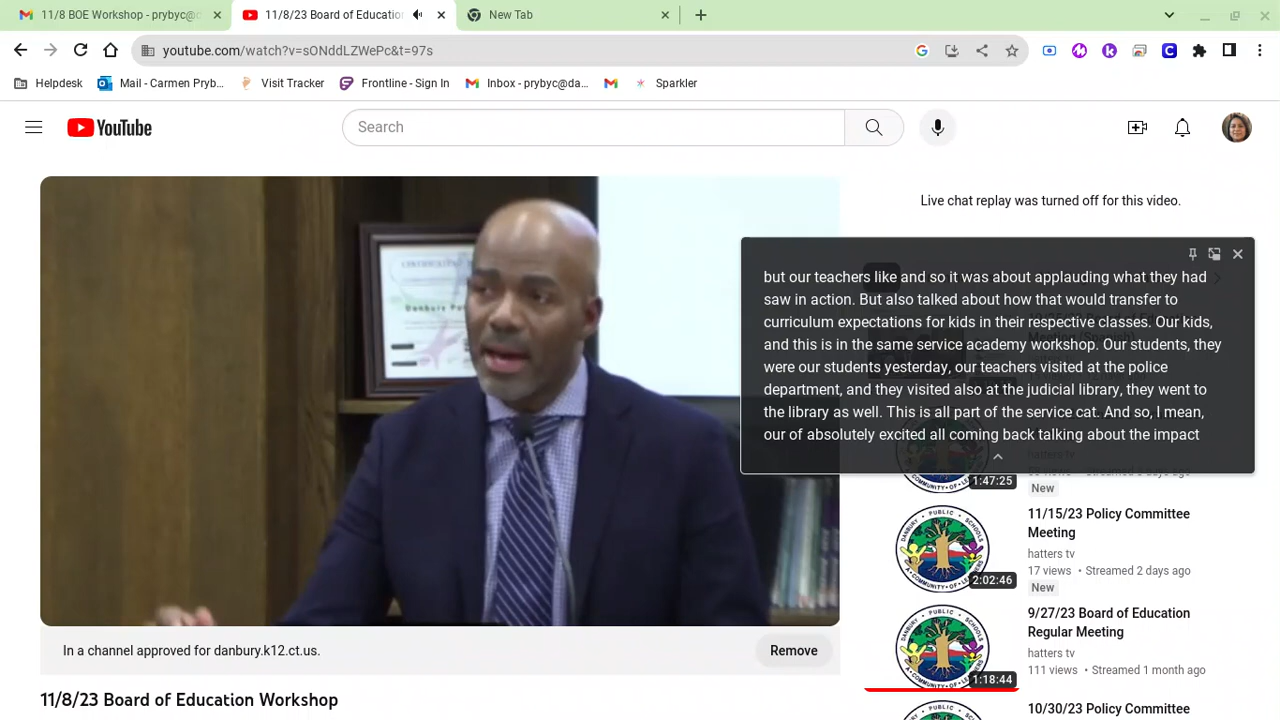 11/8 BOE Workshop - prybyc@d
11/8/23 Board of Education
New Tab
youtube.com/watch?v=sONddLZWePc&t=97s
Helpdesk
Mail - Carmen Pryb...
Visit Tracker
Frontline - Sign In
Inbox - prybyc@da...
Sparkler
YouTube
Search
Live chat replay was turned off for this video.
but our teachers like and so it was about applauding what they had
saw in action. But also talked about how that would transfer to
curriculum expectations for kids in their respective classes. Our kids,
and this is in the same service academy workshop. Our students, they
were our students yesterday, our teachers visited at the police
department, and they visited also at the judicial library, they went to
the library as well. This is all part of the service cat. And so, I mean,
our of absolutely excited all coming back talking about the impact
1:47:25
New
11/15/23 Policy Committee
Meeting
hatters tv
17 views • Streamed 2 days ago
New
2:02:46
9/27/23 Board of Education
Regular Meeting
hatters tv
111 views • Streamed 1 month ago
1:18:44
10/30/23 Policy Committee
DANBURY PUBLIC SCHOOLS
A COMMUNITY OF LEARNERS
In a channel approved for danbury.k12.ct.us.
Remove
11/8/23 Board of Education Workshop